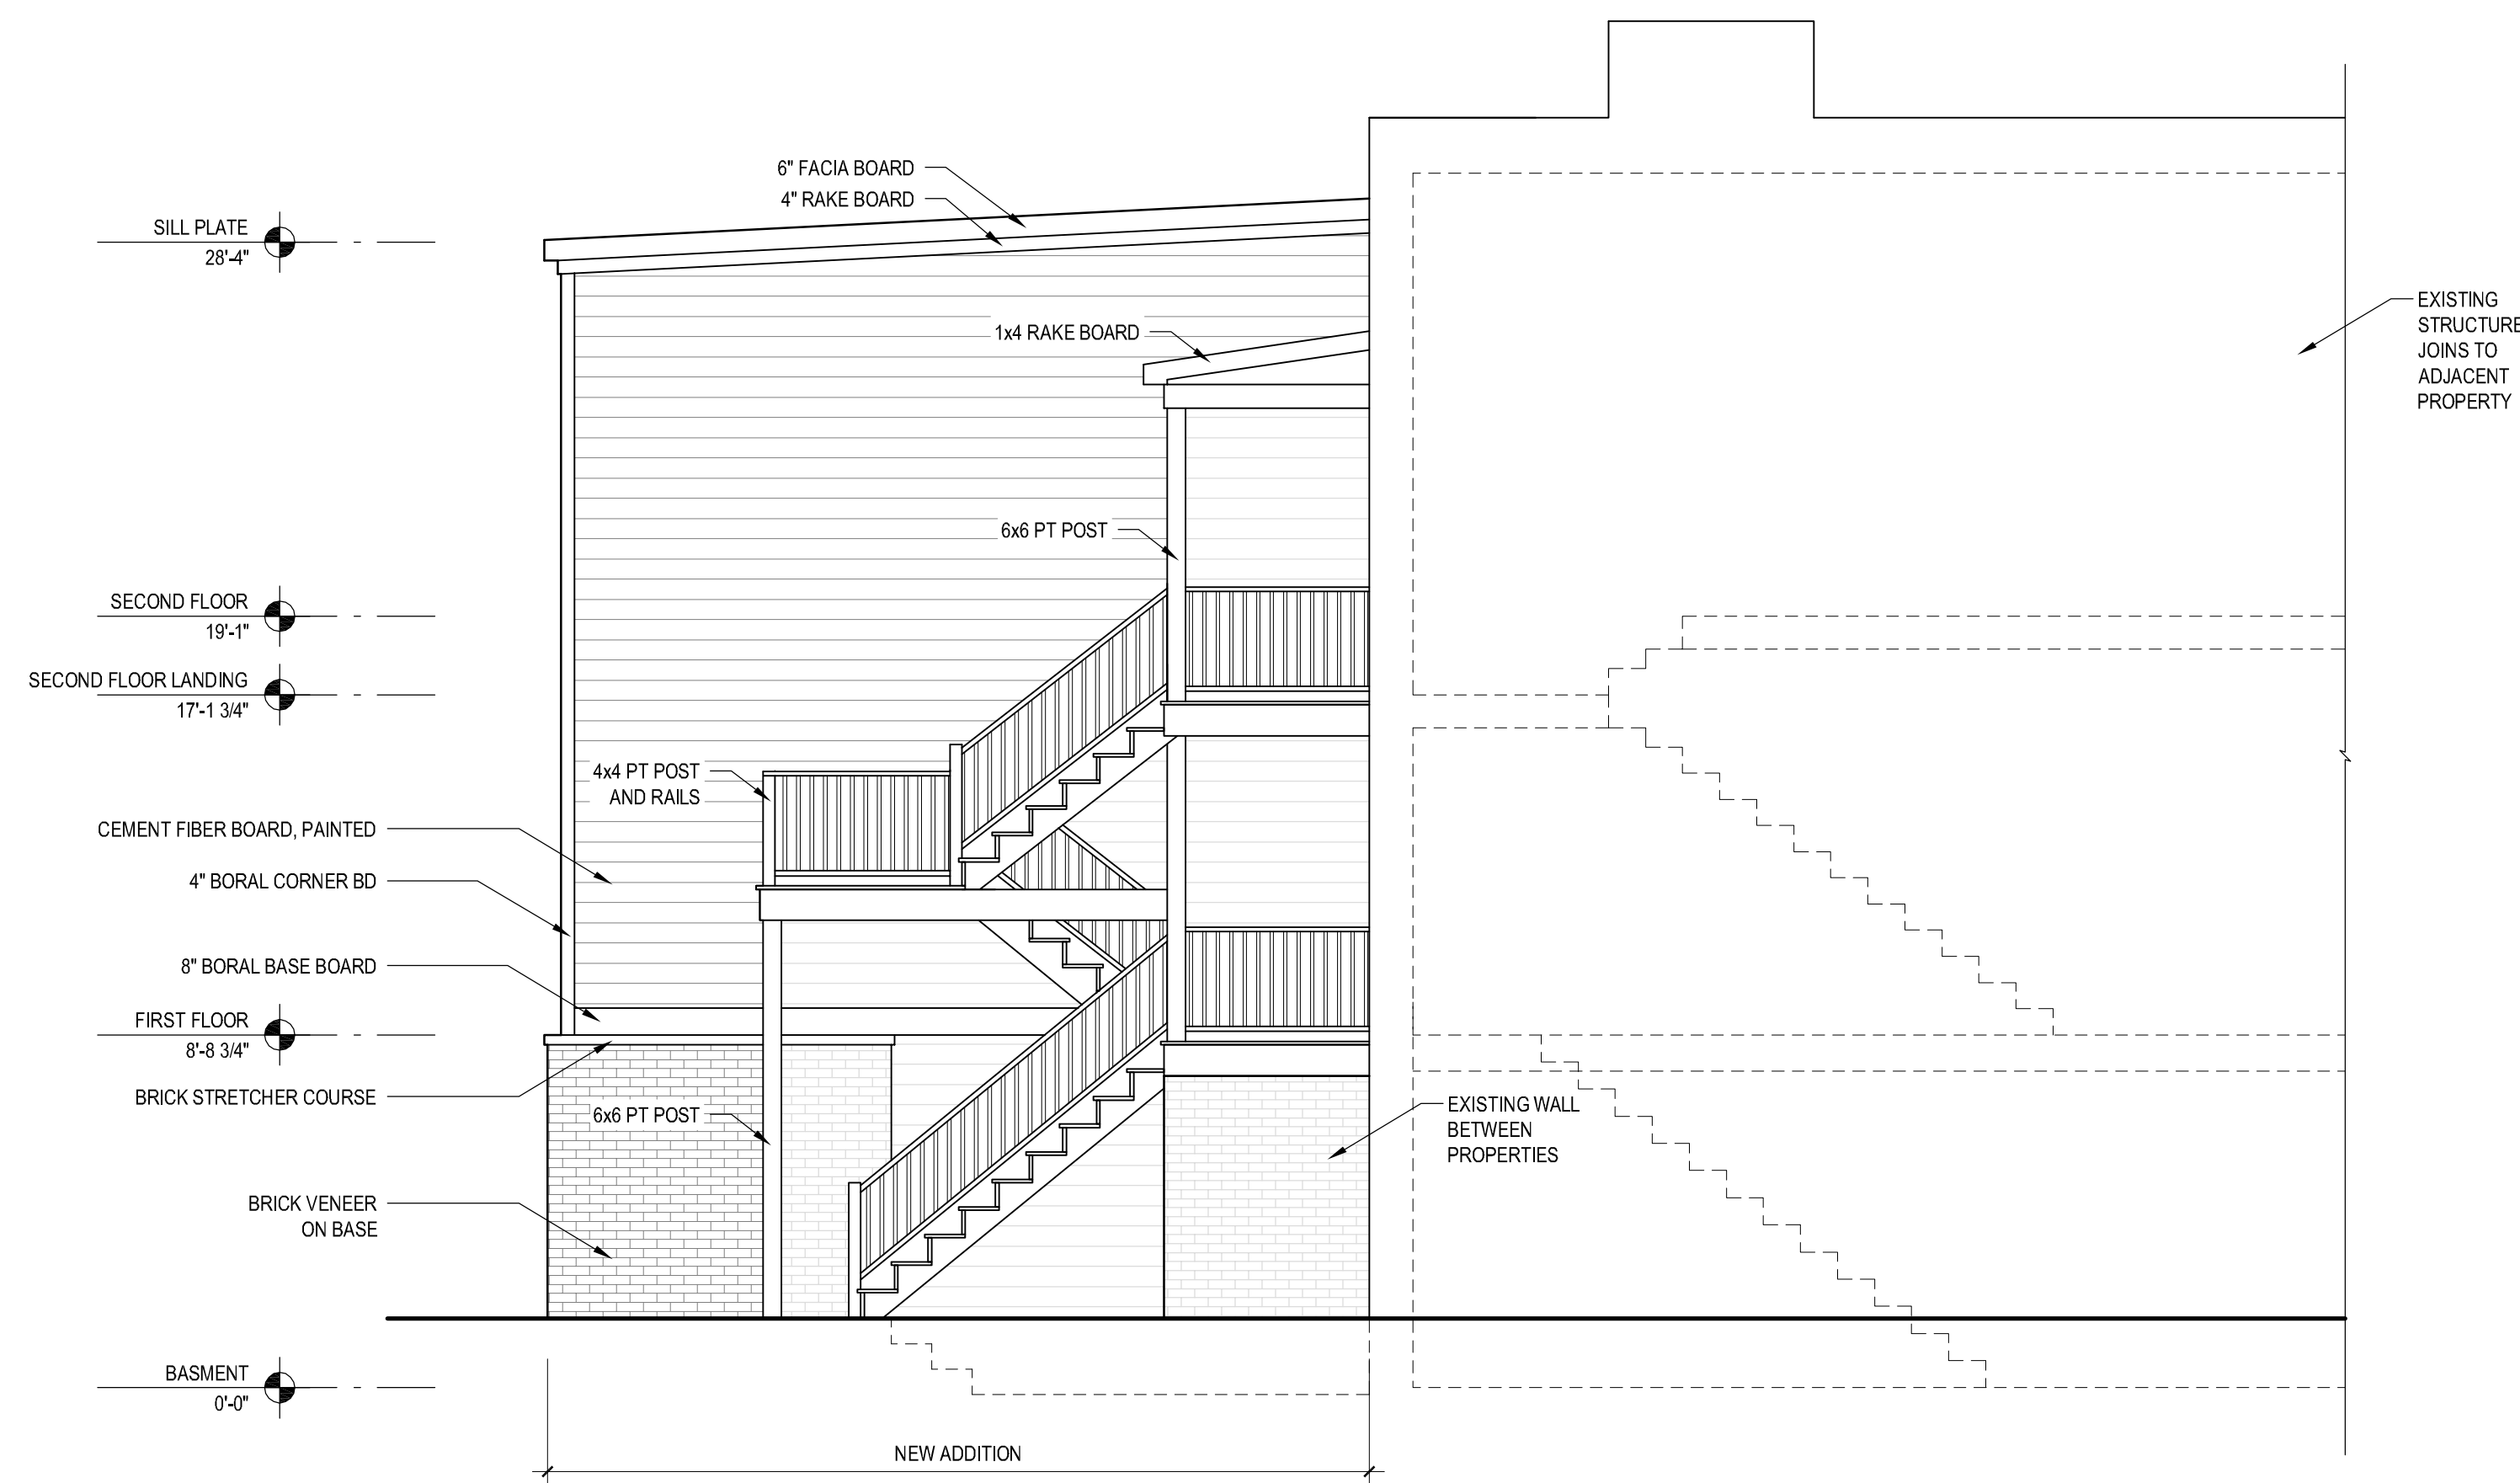 6" FACIA BOARD
4" RAKE BOARD
SILL PLATE
28'-4"
1x4 RAKE BOARD
EXISTING
STRUCTURE
JOINS TO
ADJACENT
PROPERTY
6x6 PT POST
SECOND FLOOR
19'-1"
SECOND FLOOR LANDING
17'-1 3/4"
4x4 PT POST
AND RAILS
CEMENT FIBER BOARD, PAINTED
4" BORAL CORNER BD
8" BORAL BASE BOARD
FIRST FLOOR
8'-8 3/4"
BRICK STRETCHER COURSE
6x6 PT POST
EXISTING WALL
BETWEEN
PROPERTIES
BRICK VENEER
ON BASE
BASMENT
0'-0"
NEW ADDITION